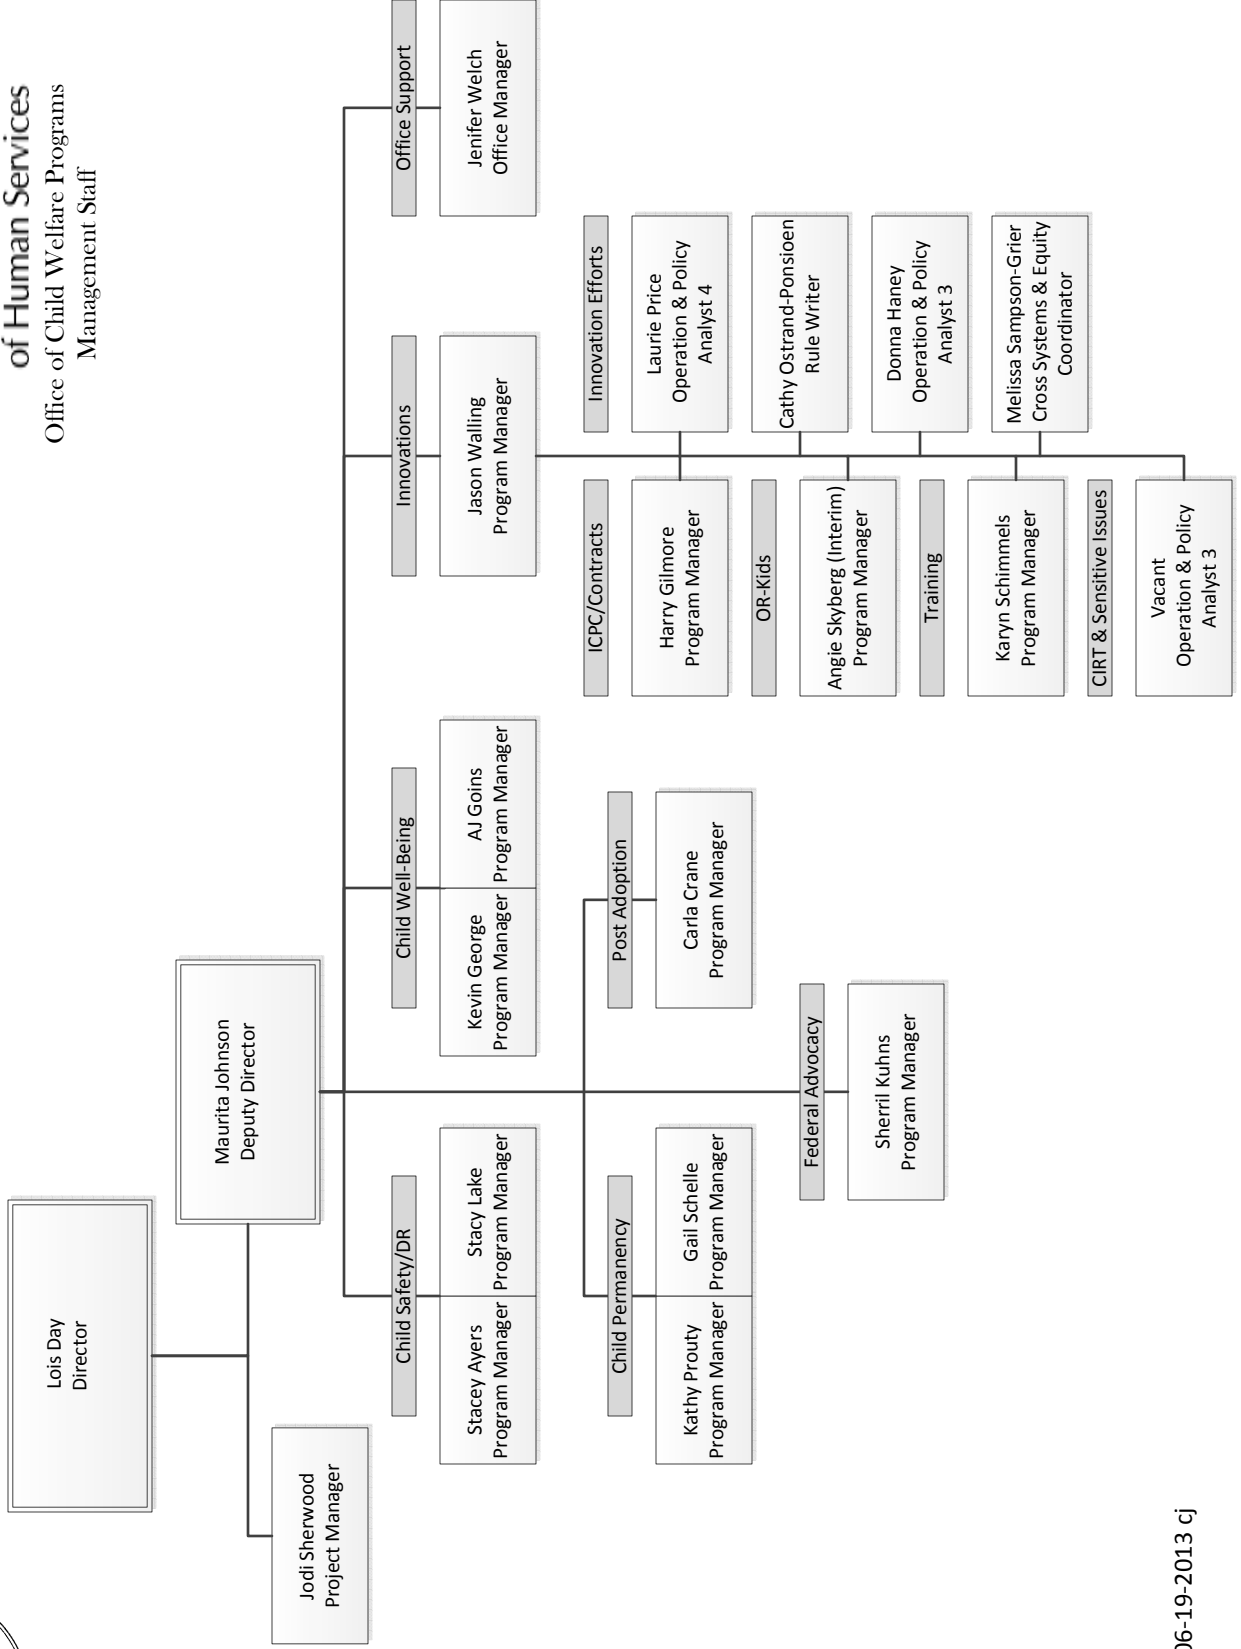 of Human Services
Office of Child Welfare Programs
Management Staff
Lois Day
Director
Maurita Johnson
Deputy Director
Jodi Sherwood
Project Manager
Child Safety/DR
Stacey Ayers
Program Manager
Stacy Lake
Program Manager
Child Well-Being
Kevin George
Program Manager
AJ Goins
Program Manager
Innovations
Jason Walling
Program Manager
Office Support
Jenifer Welch
Office Manager
Child Permanency
Kathy Prouty
Program Manager
Gail Schelle
Program Manager
Post Adoption
Carla Crane
Program Manager
Federal Advocacy
Sherril Kuhns
Program Manager
ICPC/Contracts
Harry Gilmore
Program Manager
OR-Kids
Angie Skyberg (Interim)
Program Manager
Training
Karyn Schimmels
Program Manager
CIRT & Sensitive Issues
Vacant
Operation & Policy
Analyst 3
Innovation Efforts
Laurie Price
Operation & Policy
Analyst 4
Cathy Ostrand-Ponsioen
Rule Writer
Donna Haney
Operation & Policy
Analyst 3
Melissa Sampson-Grier
Cross Systems & Equity
Coordinator
06-19-2013 cj